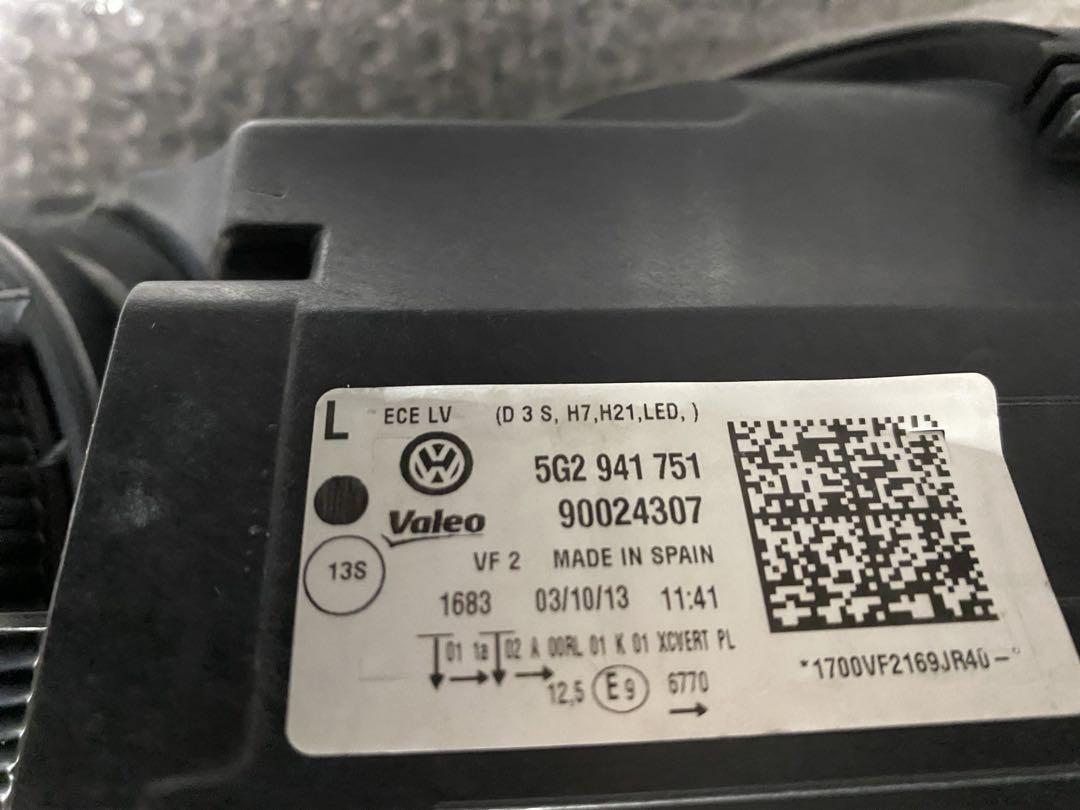 L ECE LV (D 3 S, H7,H21,LED, )
5G2 941 751
Valeo 90024307
VF 2 MADE IN SPAIN
13S
1683 03/10/13 11:41
01 1a 02 A 00RL 01 K 01 XCVERT PL
12,5 E9 6770
*1700VF2169JR40-*